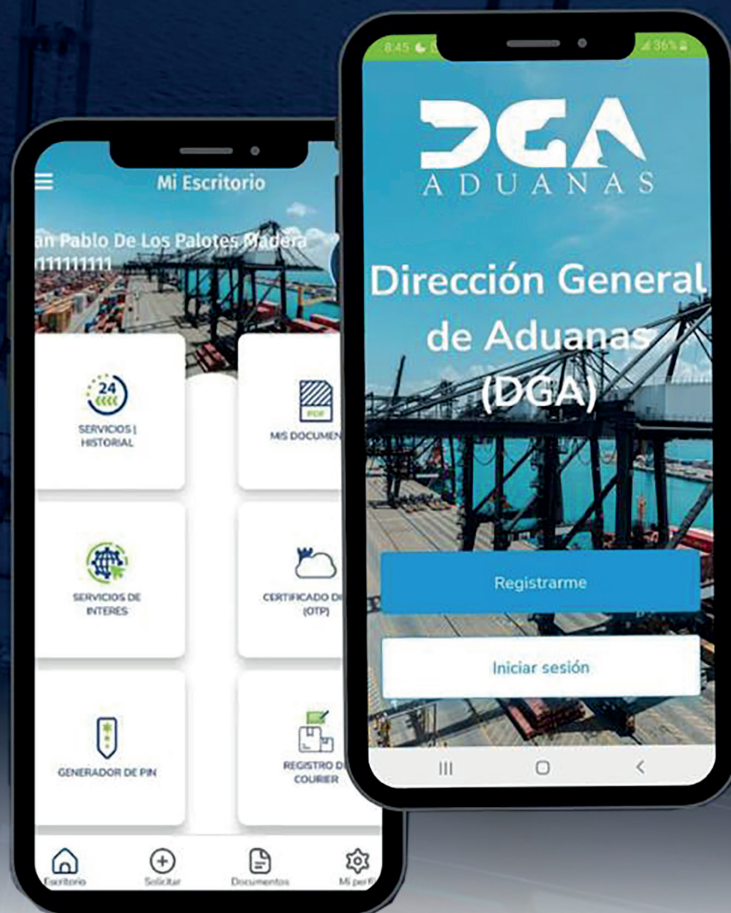 Mi Escritorio
an Pablo De Los Palotes Madera
111111111
24
SERVICIOS |
HISTORIAL
PDF
MIS DOCUMEN
SERVICIOS DE
INTERÉS
CERTIFICADO D
(OTP)
GENERADOR DE PIN
REGISTRO D
COURIER
Escritorio
Solicitar
Documentos
Mi perfil
8:45
36%
DGA
ADUANAS
Dirección General
de Aduanas
(DGA)
Registrarme
Iniciar sesión